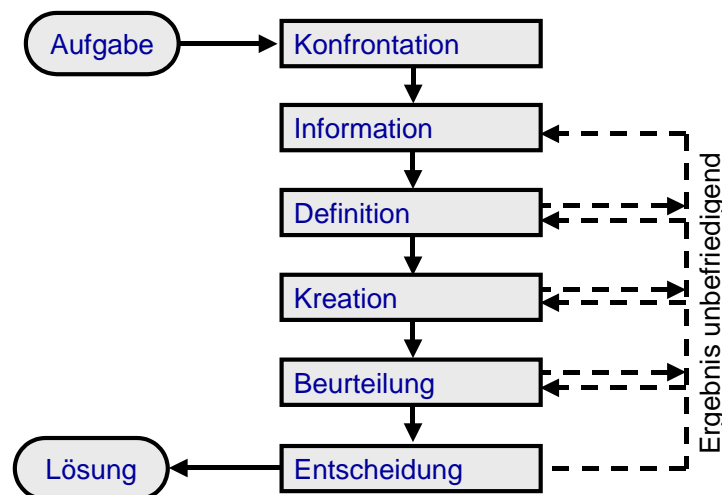 Aufgabe
Konfrontation
Information
Definition
Kreation
Beurteilung
Entscheidung
Lösung
Ergebnis unbefriedigend